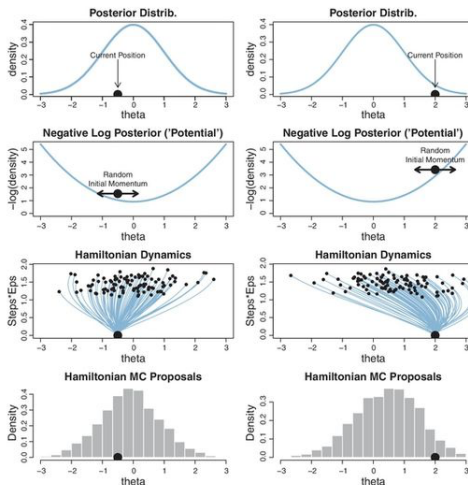 Posterior Distrib.
density
0.0 0.1 0.2 0.3 0.4
Current Position
−3 −2 −1 0 1 2 3
theta
Negative Log Posterior ('Potential')
−log(density)
0 1 2 3 4 5
Random
Initial Momentum
−3 −2 −1 0 1 2 3
theta
Hamiltonian Dynamics
Steps*Eps
0.0 0.5 1.0 1.5 2.0
−3 −2 −1 0 1 2 3
theta
Hamiltonian MC Proposals
Density
0.0 0.1 0.2 0.3 0.4
−3 −2 −1 0 1 2 3
theta
Posterior Distrib.
density
0.0 0.1 0.2 0.3 0.4
Current Position
−3 −2 −1 0 1 2 3
theta
Negative Log Posterior ('Potential')
−log(density)
0 1 2 3 4 5
Random
Initial Momentum
−3 −2 −1 0 1 2 3
theta
Hamiltonian Dynamics
Steps*Eps
0.0 0.5 1.0 1.5 2.0
−3 −2 −1 0 1 2 3
theta
Hamiltonian MC Proposals
Density
0.0 0.1 0.2 0.3
−3 −2 −1 0 1 2 3
theta